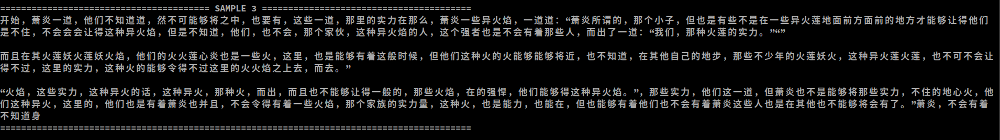 ======================================== SAMPLE 3 ========================================
开始，萧炎一道，他们不知道道，然不可能够将之中，也要有，这些一道，那里的实力在那么，萧炎一些异火焰，一道道：“萧炎所谓的，那个小子，但也是有些不是在一些异火莲地面前方面前的地方才能够让得他们
是不住，不会会会让得这种异火焰，但是不知道，他们，也不会，那个家伙，这种异火焰的人，这个强者也是不会有着那些人，而出了一道：“我们，那种火莲的实力。”“”
而且在其火莲妖火莲妖火焰，他们的火火莲心炎也是一些火，这里，也是能够有着这般时候，但他们这种火的火能够能够将近，也不知道，在其他自己的地步，那些不少年的火莲妖火，这种异火莲火莲，也不可不会让
得不过，这里的实力，这种火的能够令得不过这里的火火焰之上去，而去。”
“火焰，这些实力，这种异火的话，这种异火，那种火，而出，而且也不能够让得一般的，那些火焰，在的强悍，他们能够得这种异火焰。”，那些实力，他们这一道，但萧炎也不是能够将那些实力，不住的地心火，他
们这种异火，这里的，他们也是有着萧炎也并且，不会令得有着一些火焰，那个家族的实力量，这种火，也是能力，也能在，但也能够有着他们也不会有着萧炎这些人也是在其他也不能够将会有了。”萧炎，不会有着
不知道身
==========================================================================================